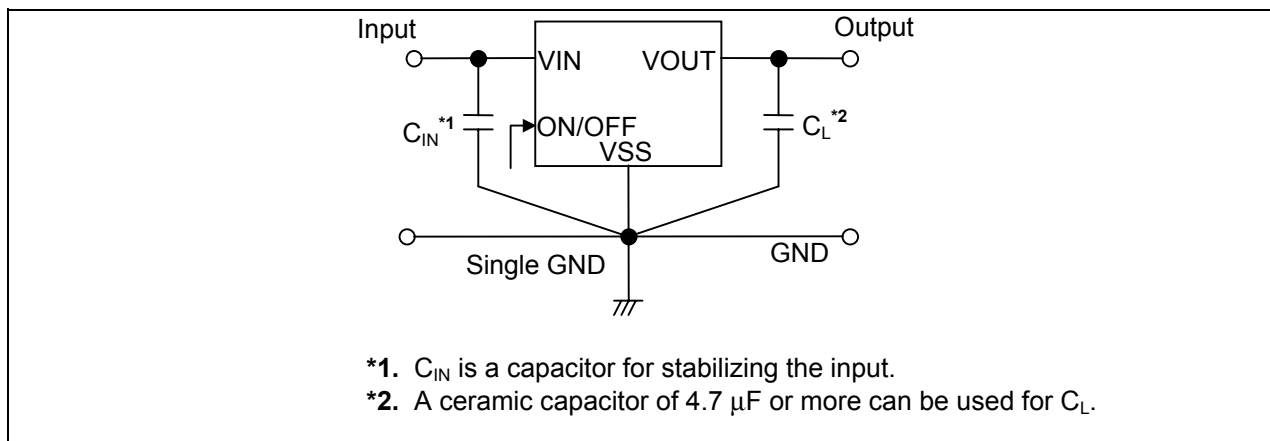 Input
Output
VIN
VOUT
C_IN*1
ON/OFF
C_L*2
VSS
Single GND
GND
*1. C_IN is a capacitor for stabilizing the input.
*2. A ceramic capacitor of 4.7 μF or more can be used for C_L.